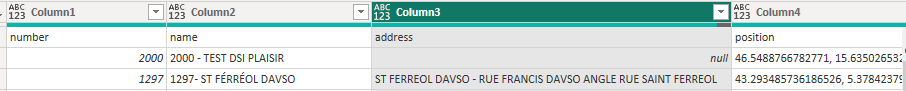 ABC 123 Column1 ABC 123 Column2 ABC 123 Column3 ABC 123 Column4
number name address position
2000 2000 - TEST DSI PLAISIR null 46.5488766782771, 15.635026532
1297 1297- ST FÉRRÉOL DAVSO ST FERREOL DAVSO - RUE FRANCIS DAVSO ANGLE RUE SAINT FERREOL 43.293485736186526, 5.37842379